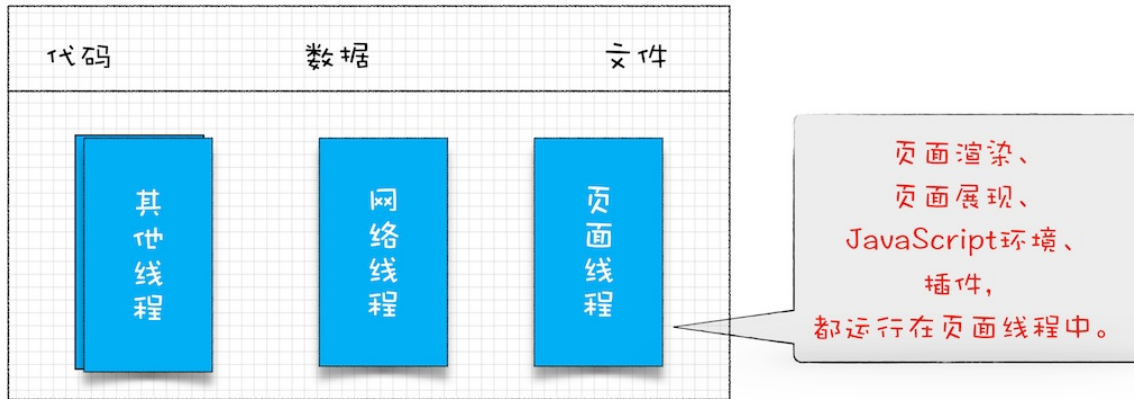 代码 数据 文件
其他线程
网络线程
页面线程
页面渲染、
页面展现、
JavaScript环境、
插件，
都运行在页面线程中。